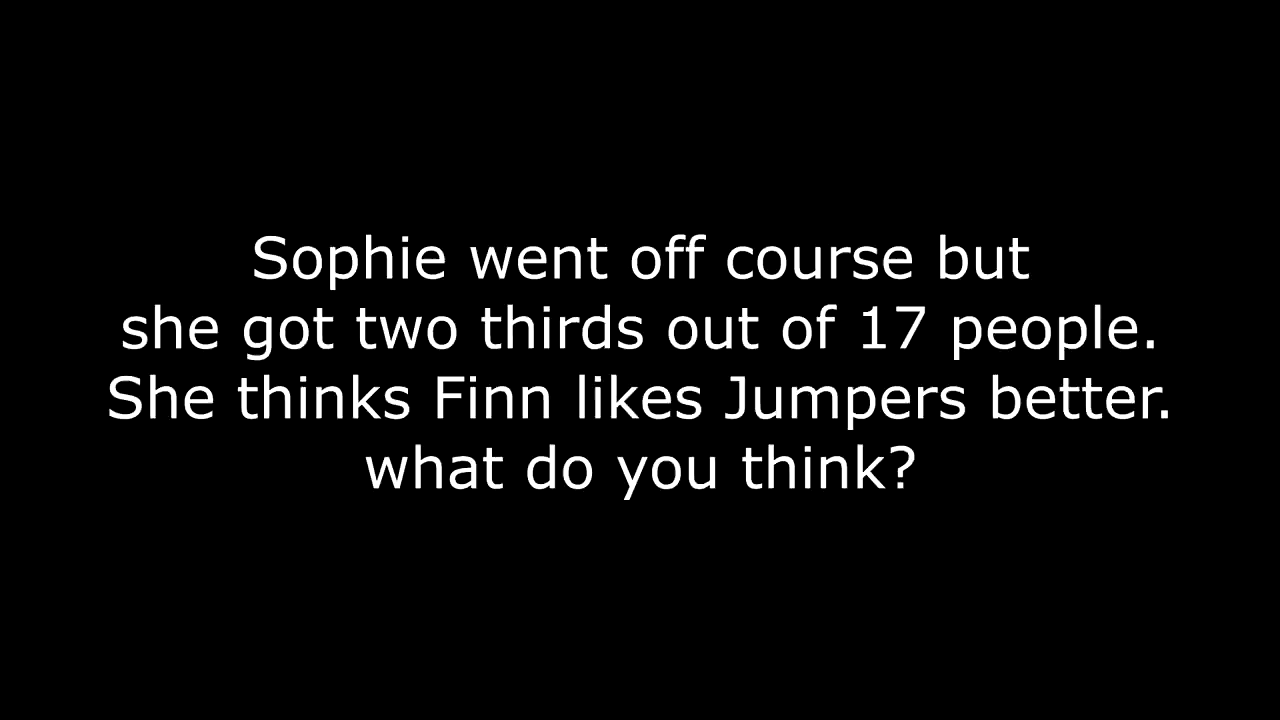 Sophie went off course but
she got two thirds out of 17 people.
She thinks Finn likes Jumpers better.
what do you think?